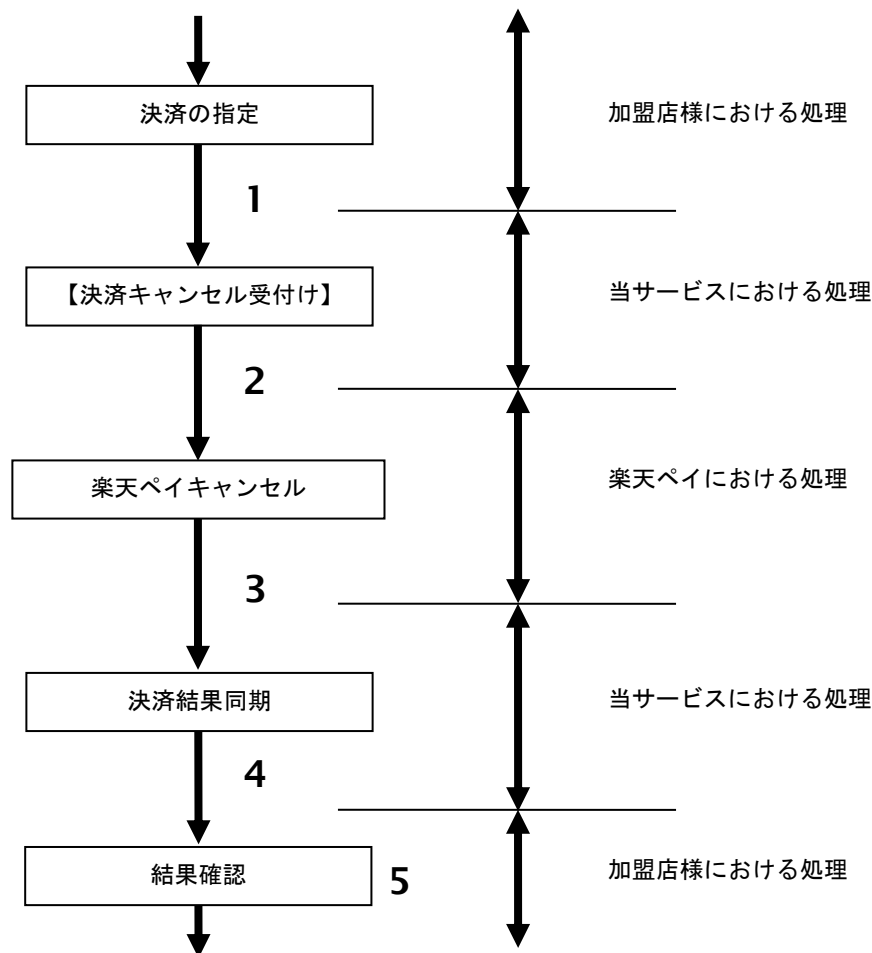 決済の指定
加盟店様における処理
1
【決済キャンセル受付け】
当サービスにおける処理
2
楽天ペイキャンセル
楽天ペイにおける処理
3
決済結果同期
当サービスにおける処理
4
結果確認
5
加盟店様における処理